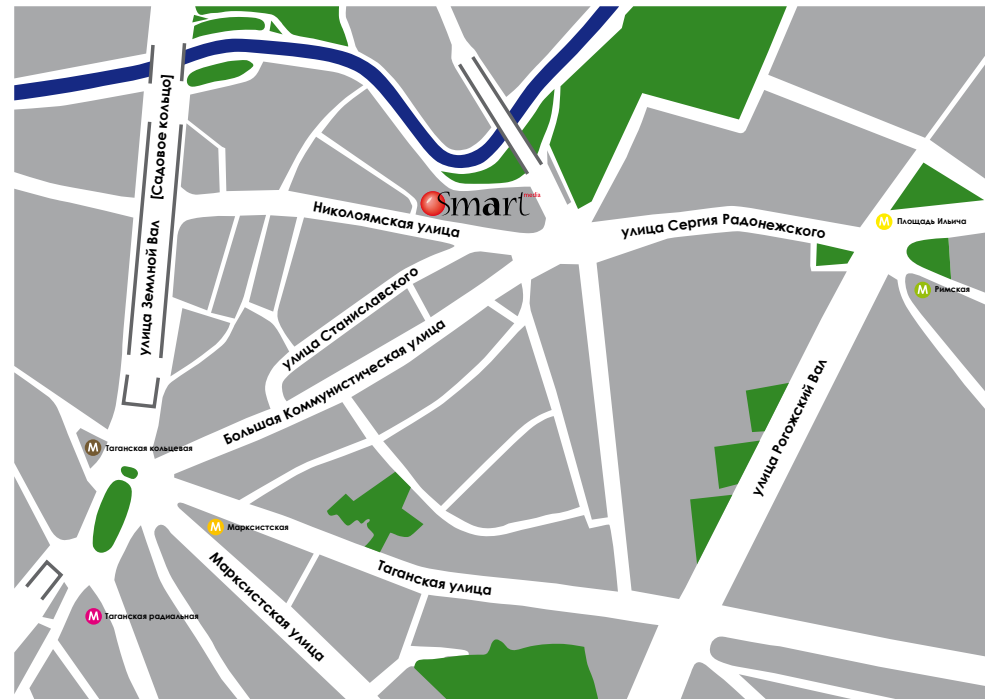 [Садовое кольцо]
улица Земляной Вал
Smart
media
Николоямская улица
улица Сергия Радонежского
М
Площадь Ильича
М
Римская
улица Станиславского
Большая Коммунистическая улица
улица Рогожский Вал
М
Таганская кольцевая
М
Марксистская
Марксистская улица
Таганская улица
М
Таганская радиальная